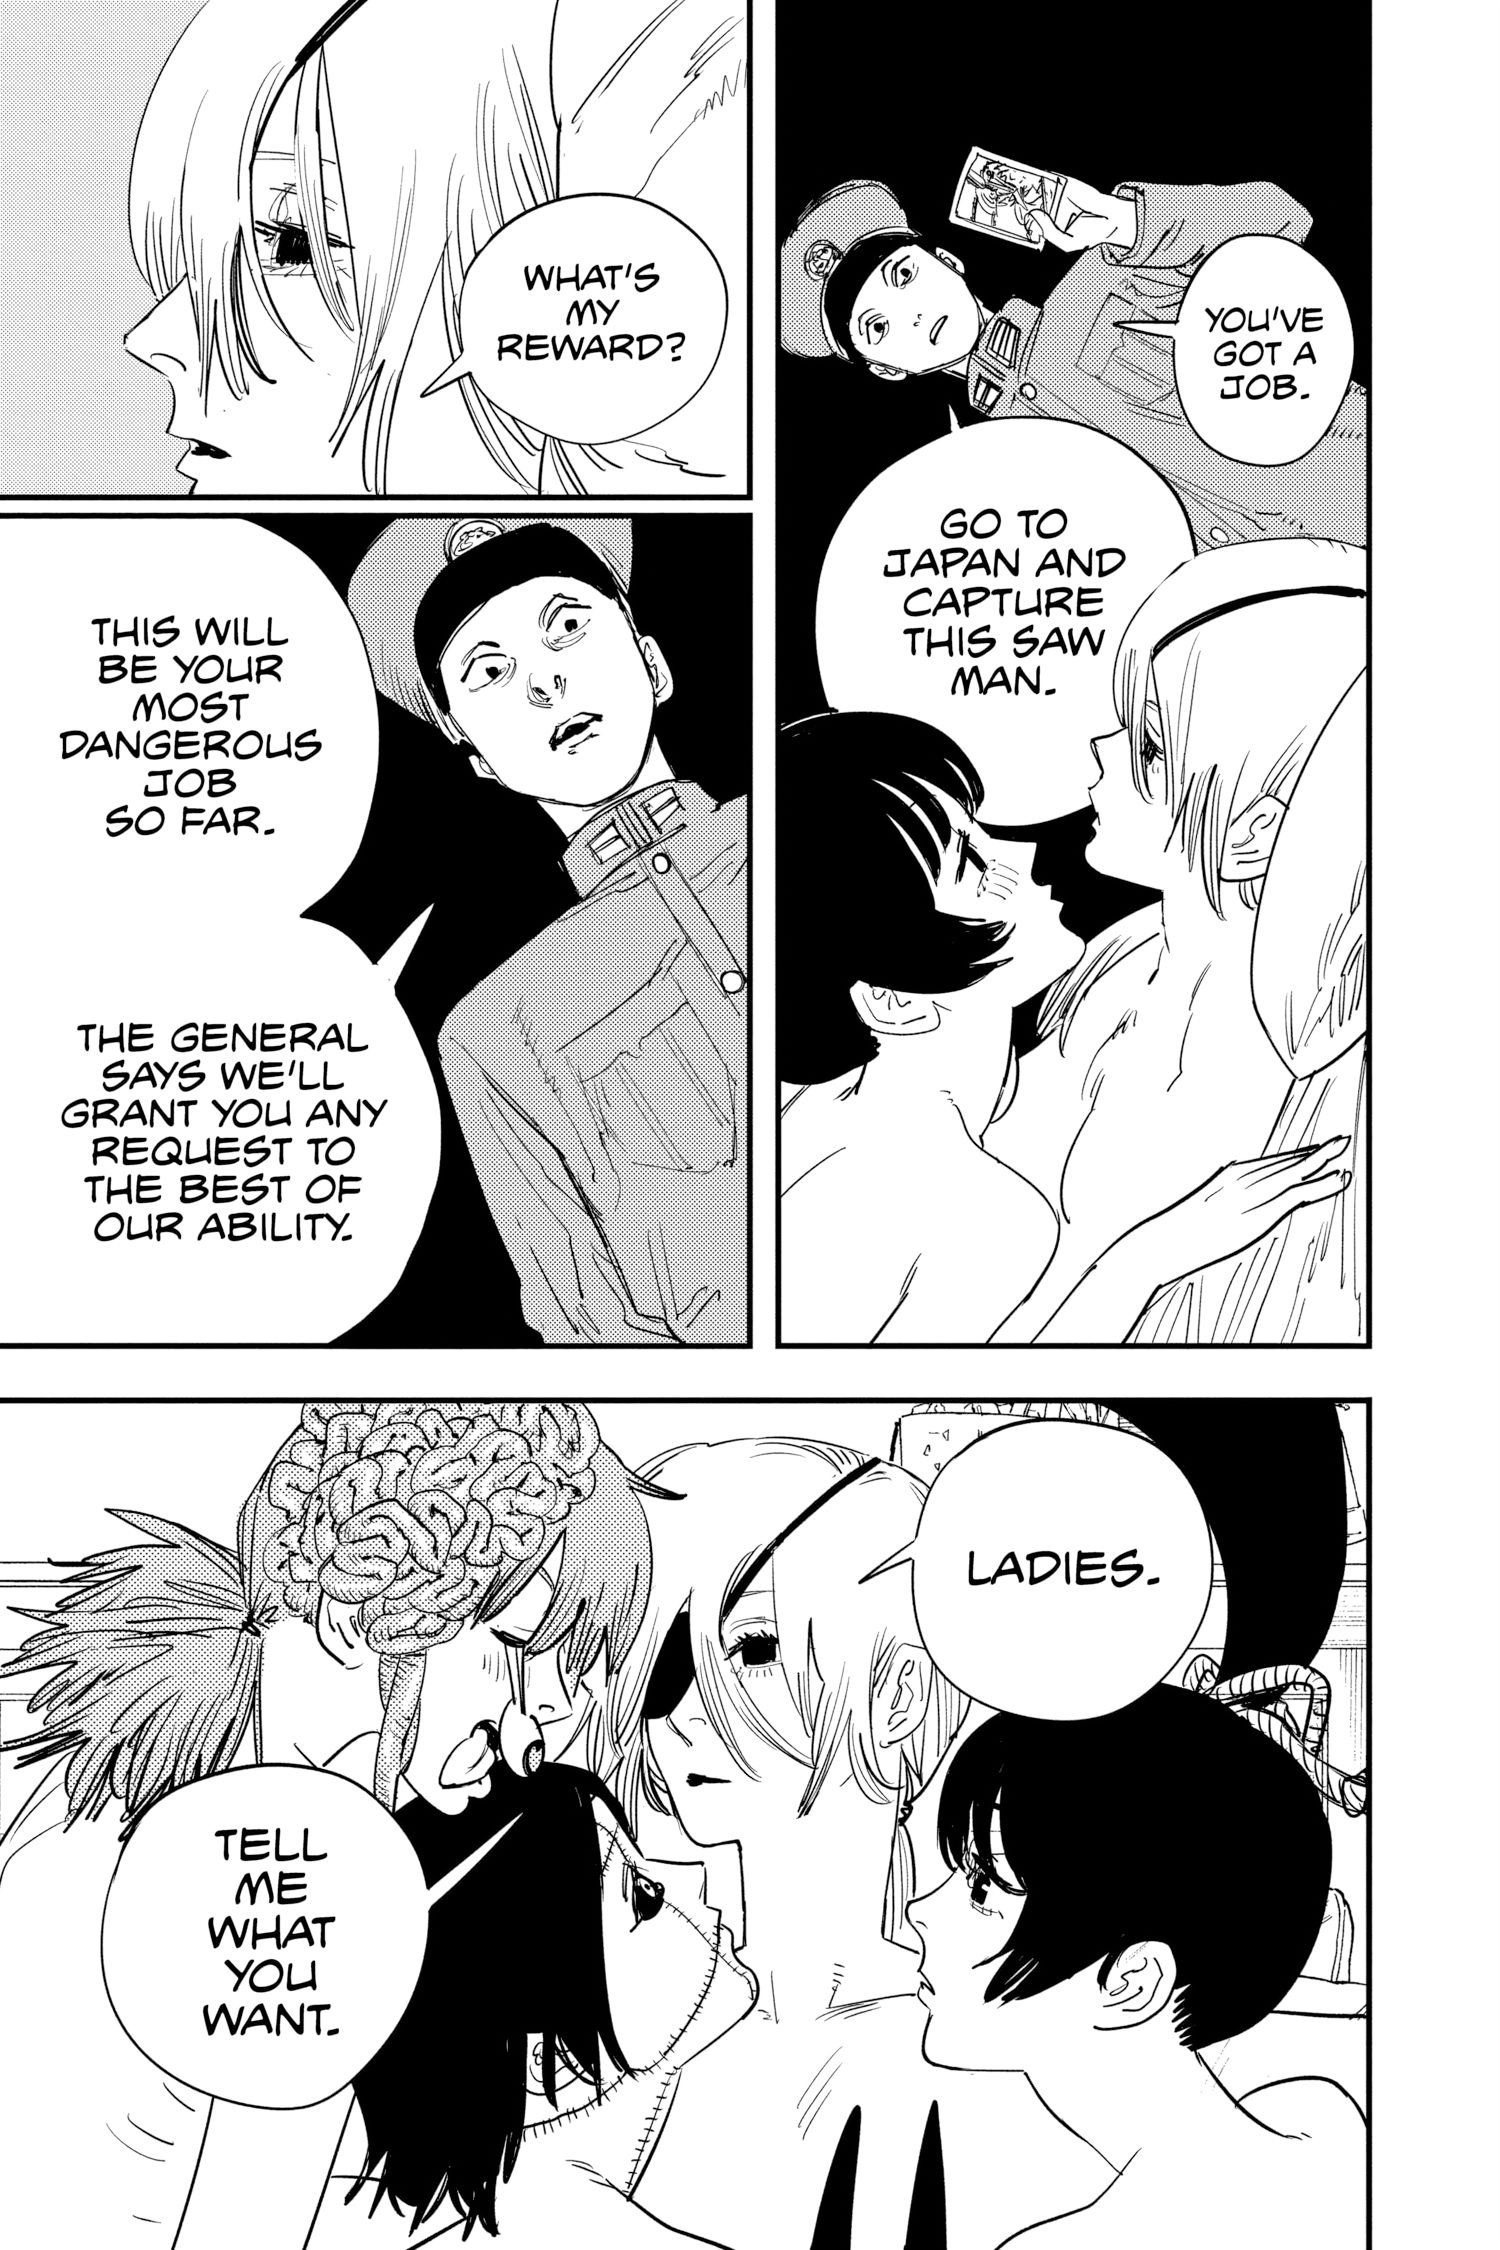 YOU'VE
GOT A
JOB.
GO TO
JAPAN AND
CAPTURE
THIS SAW
MAN.
WHAT'S
MY
REWARD?
THIS WILL
BE YOUR
MOST
DANGEROUS
JOB
SO FAR.
THE GENERAL
SAYS WE'LL
GRANT YOU ANY
REQUEST TO
THE BEST OF
OUR ABILITY.
LADIES.
TELL
ME
WHAT
YOU
WANT.